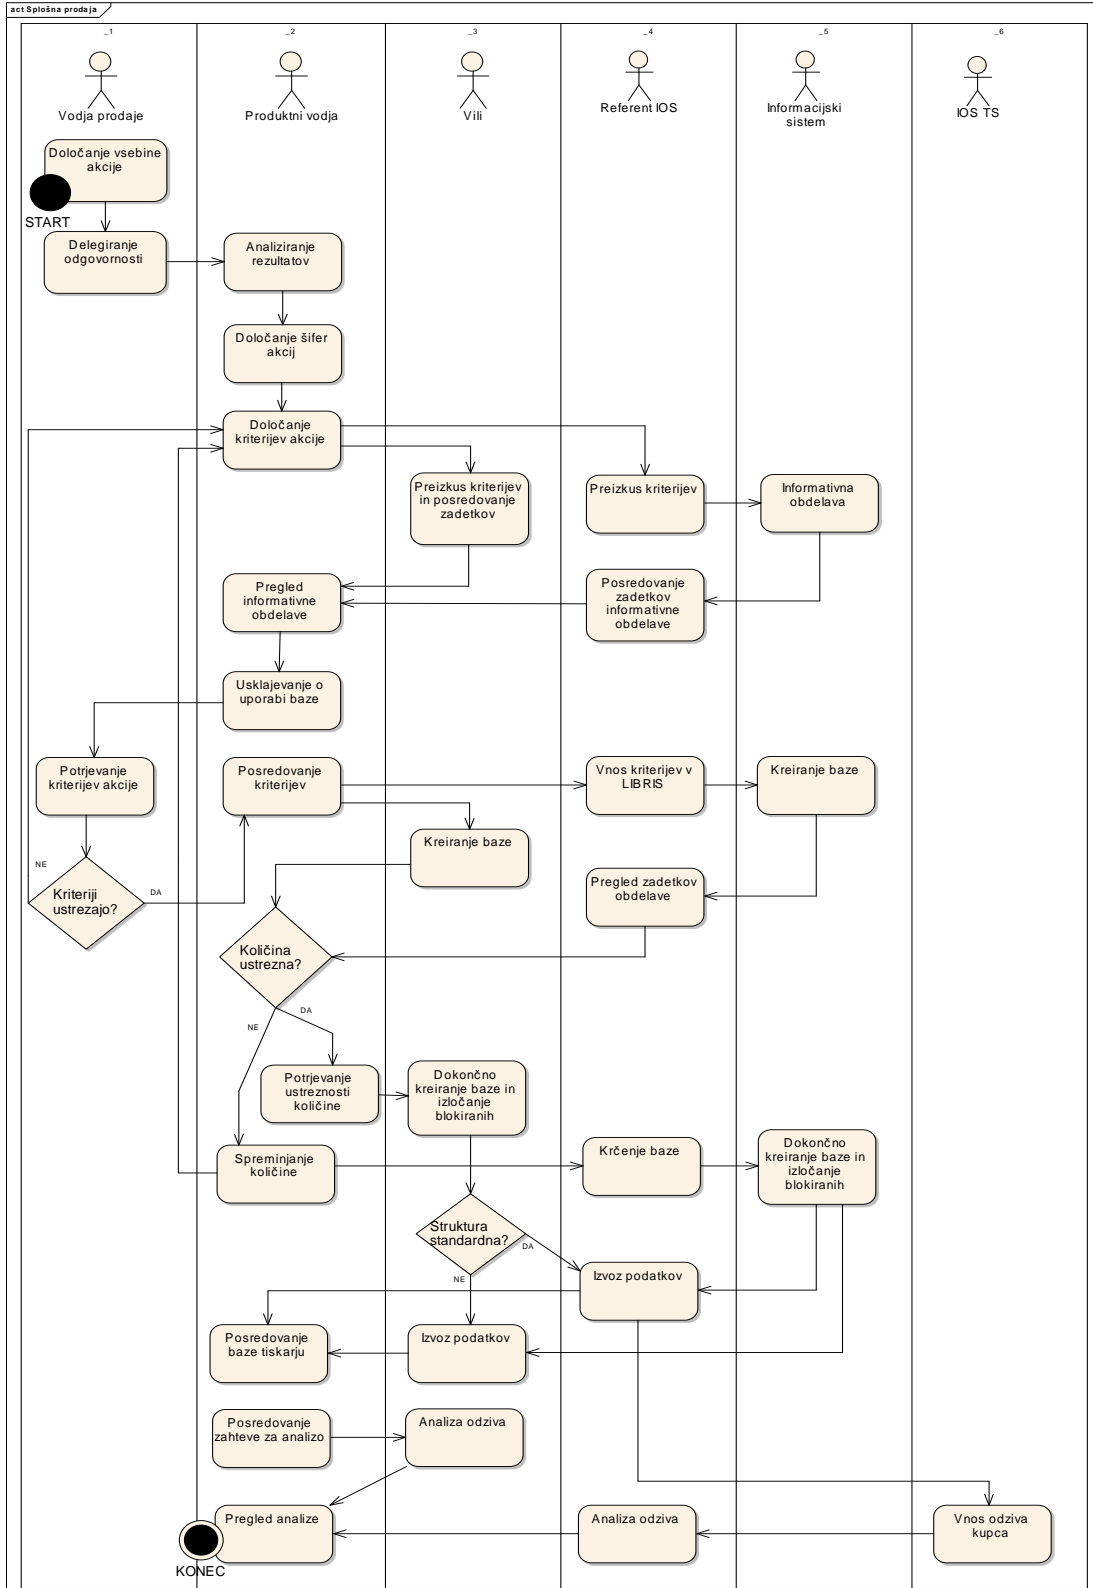 act Splošna prodaja
_1
_2
_3
_4
_5
_6
Vodja prodaje
Produktni vodja
Vili
Referent IOS
Informacijski
sistem
IOS TS
Določanje vsebine
akcije
START
Delegiranje
odgovornosti
Analiziranje
rezultatov
Določanje šifer
akcij
Določanje
kriterijev akcije
Preizkus kriterijev
in posredovanje
zadetkov
Preizkus kriterijev
Informativna
obdelava
Pregled
informativne
obdelave
Posredovanje
zadetkov
informativne
obdelave
Usklajevanje o
uporabi baze
Potrjevanje
kriterijev akcije
Posredovanje
kriterijev
Vnos kriterijev v
LIBRIS
Kreiranje baze
Kreiranje baze
NE
Kriteriji
ustrezajo?
DA
Pregled zadetkov
obdelave
Količina
ustrezna?
NE
DA
Potrjevanje
ustreznosti
količine
Dokončno
kreiranje baze in
izločanje
blokiranih
Spreminjanje
količine
Krčenje baze
Dokončno
kreiranje baze in
izločanje
blokiranih
Struktura
standardna?
DA
NE
Izvoz podatkov
Posredovanje
baze tiskarju
Izvoz podatkov
Posredovanje
zahteve za analizo
Analiza odziva
Pregled analize
KONEC
Analiza odziva
Vnos odziva
kupca